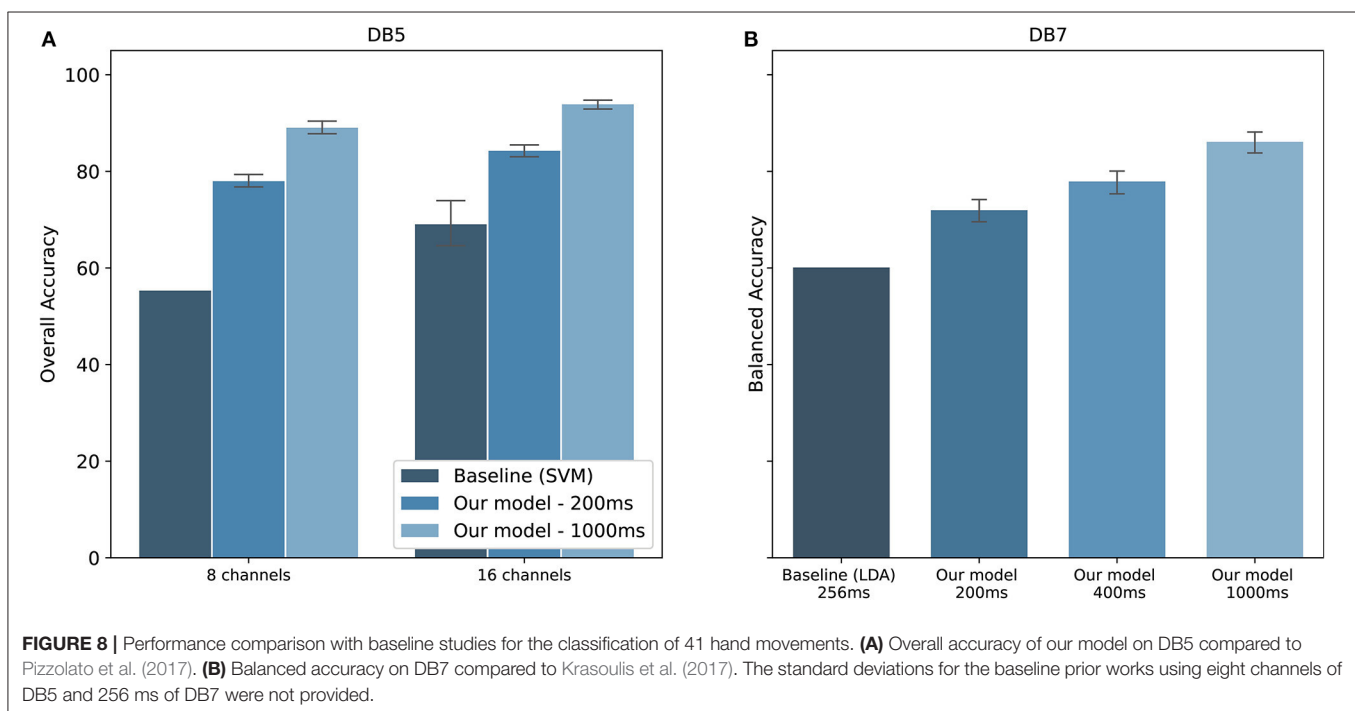 A
DB5
100
80
60
40
20
0
Overall Accuracy
8 channels
16 channels
Baseline (SVM)
Our model - 200ms
Our model - 1000ms
B
DB7
Balanced Accuracy
Baseline (LDA)
256ms
Our model
200ms
Our model
400ms
Our model
1000ms
FIGURE 8 | Performance comparison with baseline studies for the classification of 41 hand movements. (A) Overall accuracy of our model on DB5 compared to
Pizzolato et al. (2017). (B) Balanced accuracy on DB7 compared to Krasoulis et al. (2017). The standard deviations for the baseline prior works using eight channels of
DB5 and 256 ms of DB7 were not provided.